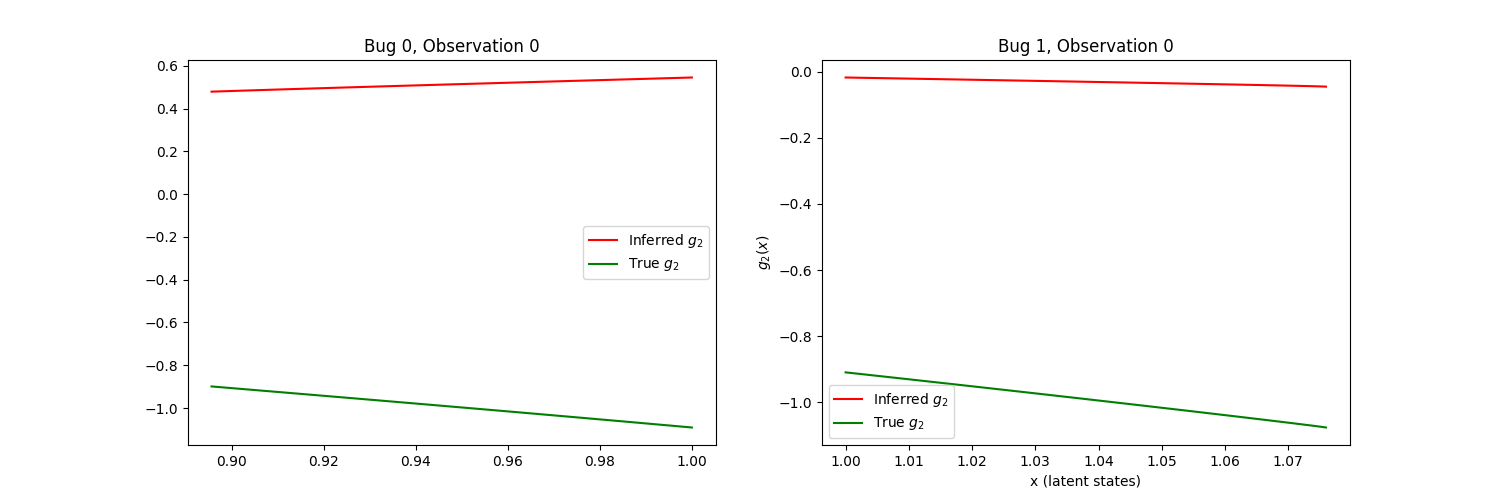 Bug 0, Observation 0
0.6
0.4
0.2
0.0
−0.2
−0.4
−0.6
−0.8
−1.0
0.90 0.92 0.94 0.96 0.98 1.00
Inferred g₂
True g₂
Bug 1, Observation 0
g₂(x)
0.0
−0.2
−0.4
−0.6
−0.8
−1.0
1.00 1.01 1.02 1.03 1.04 1.05 1.06 1.07
x (latent states)
Inferred g₂
True g₂